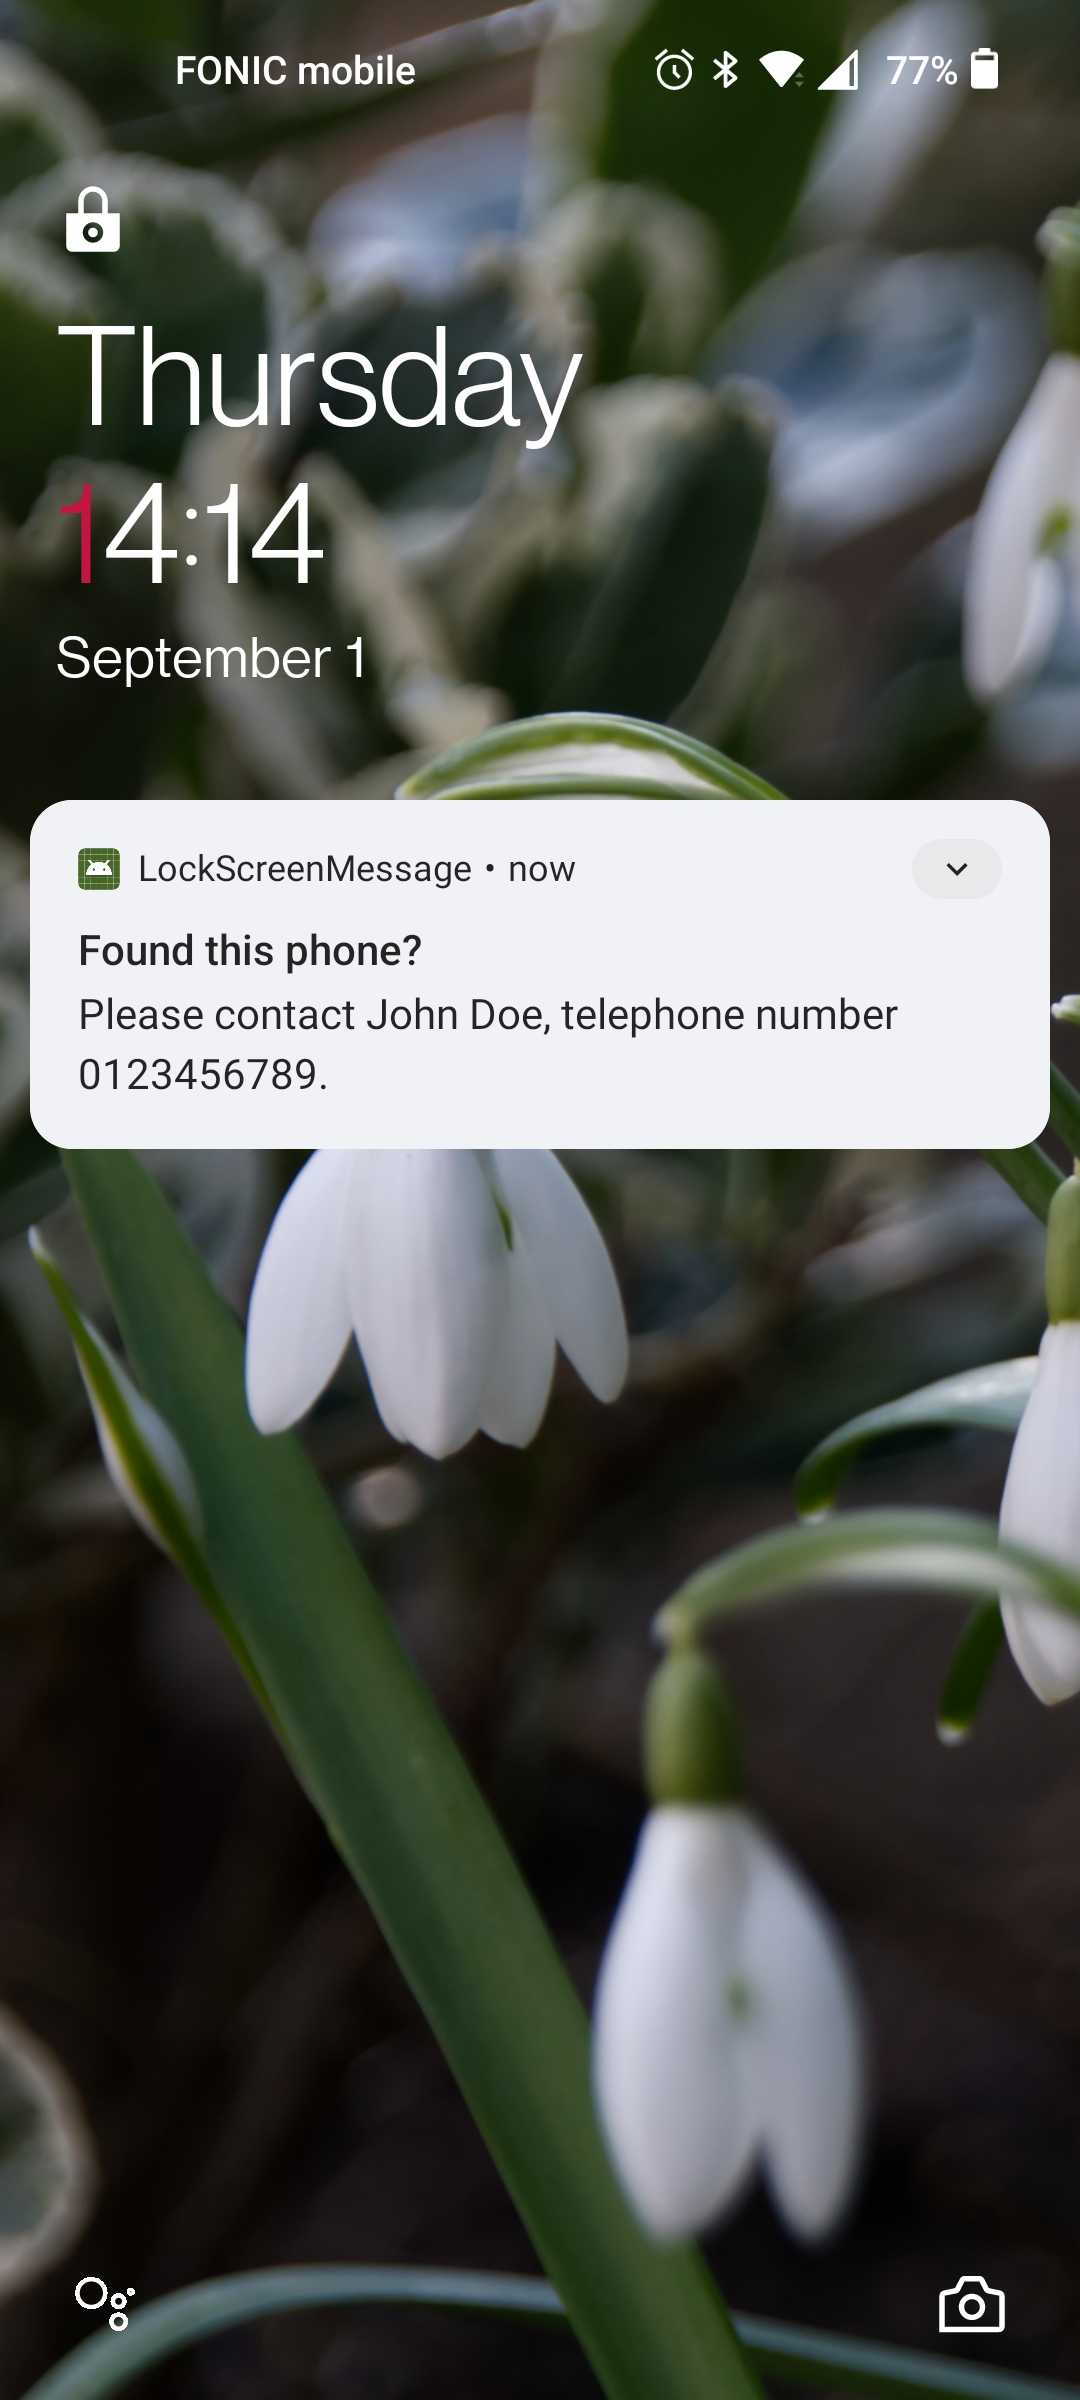 FONIC mobile 77%
Thursday
14:14
September 1
LockScreenMessage • now
Found this phone?
Please contact John Doe, telephone number
0123456789.